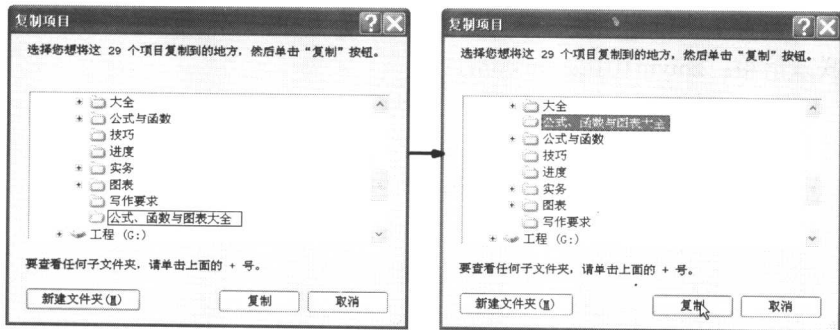 复制项目
选择您想将这 29 个项目复制到的地方，然后单击“复制”按钮。
大全
公式与函数
技巧
进度
实务
图表
写作要求
公式、函数与图表大全
工程 (G:)
要查看任何子文件夹，请单击上面的 + 号。
新建文件夹(M)
复制
取消
复制项目
选择您想将这 29 个项目复制到的地方，然后单击“复制”按钮。
大全
公式、函数与图表大全
公式与函数
技巧
进度
实务
图表
写作要求
工程 (G:)
要查看任何子文件夹，请单击上面的 + 号。
新建文件夹(M)
复制
取消